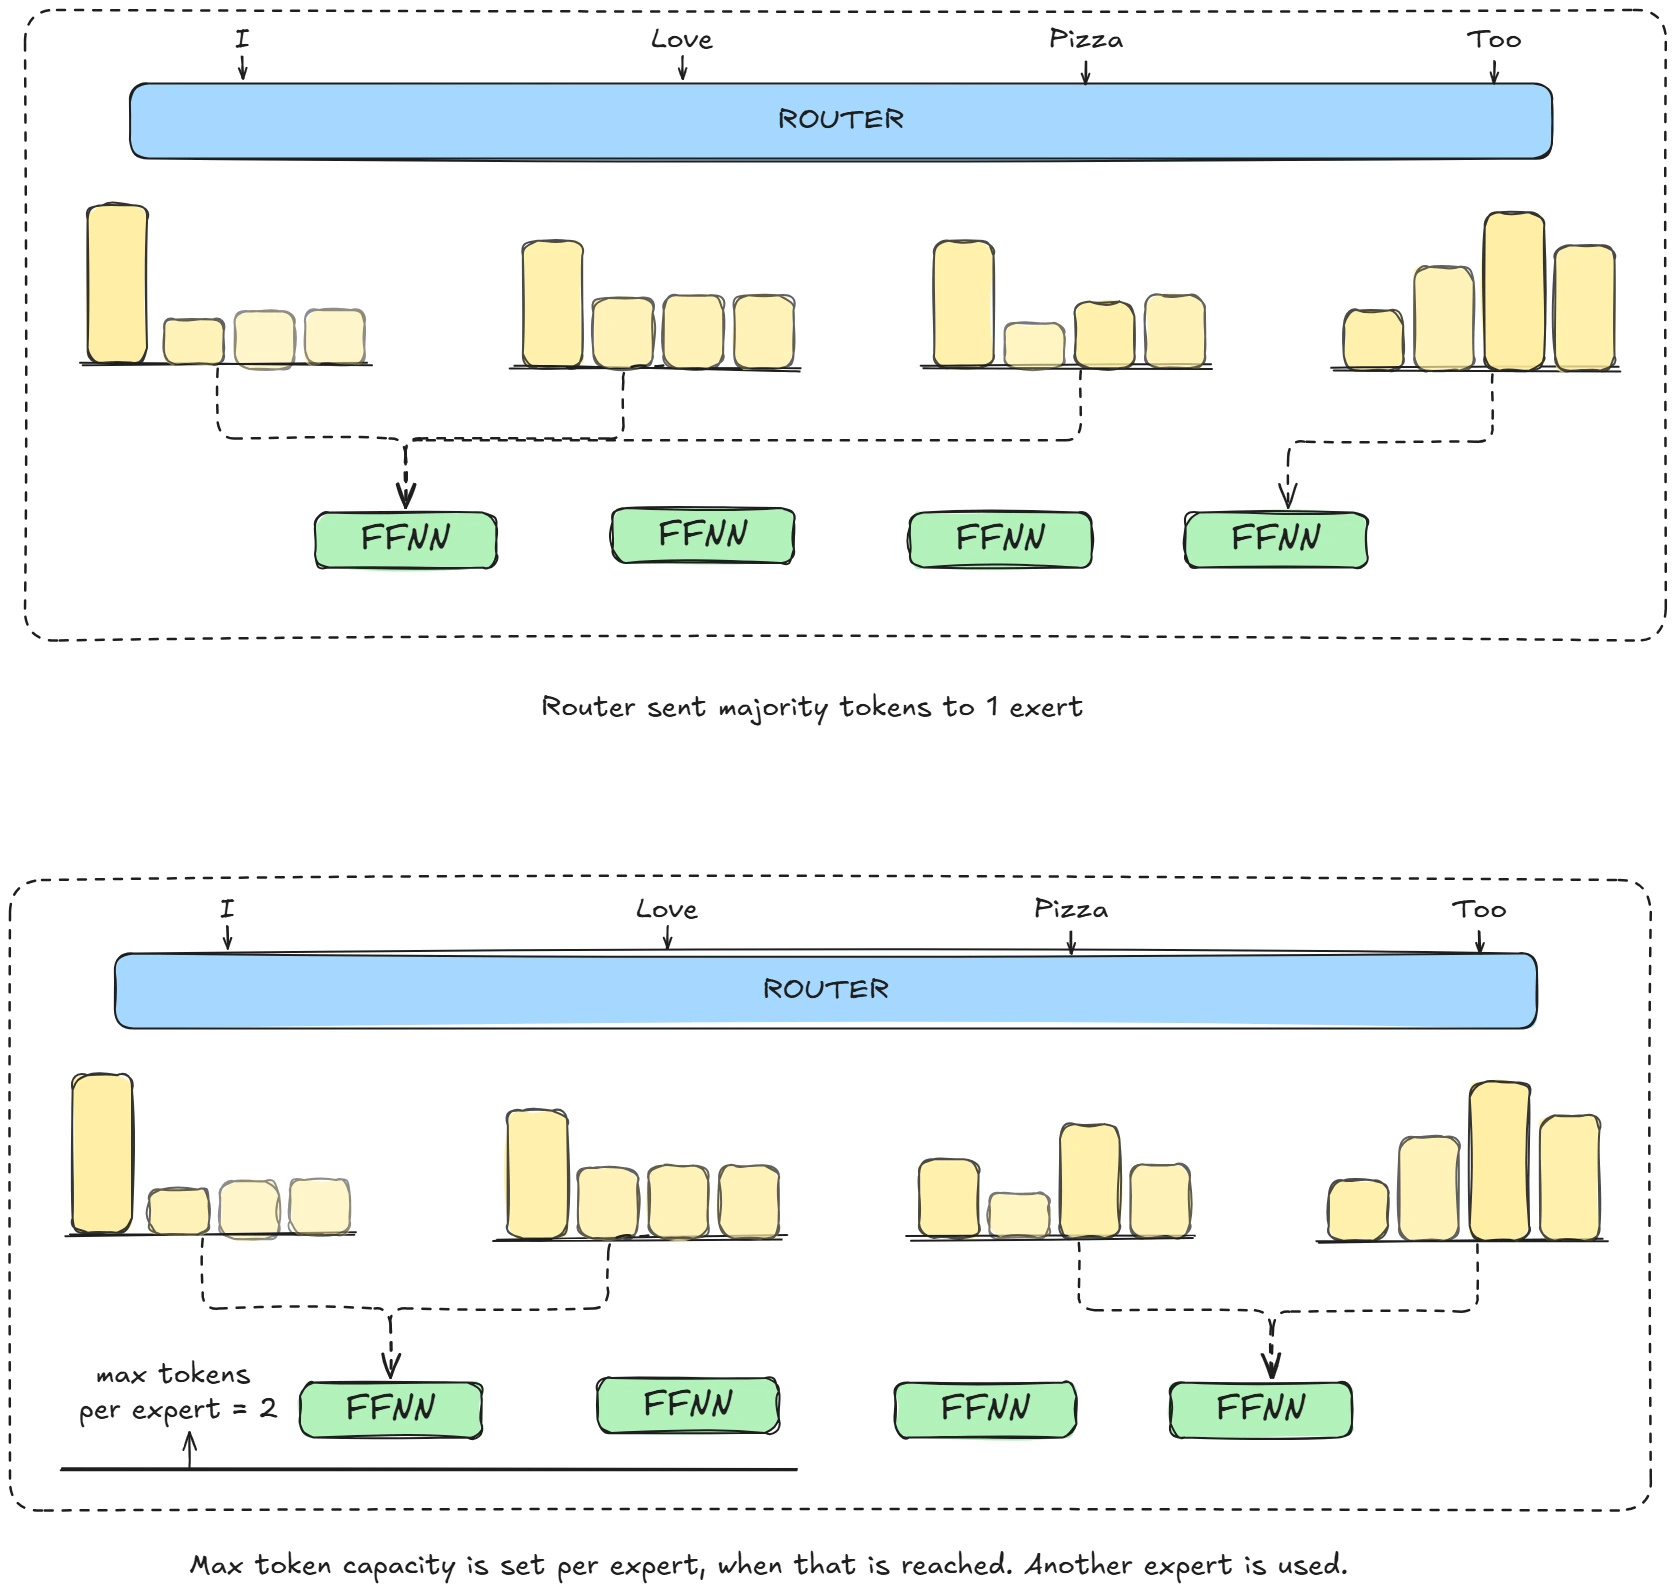 I
Love
Pizza
Too
ROUTER
FFNN
FFNN
FFNN
FFNN
Router sent majority tokens to 1 exert
I
Love
Pizza
Too
ROUTER
max tokens
per expert = 2
FFNN
FFNN
FFNN
FFNN
Max token capacity is set per expert, when that is reached. Another expert is used.